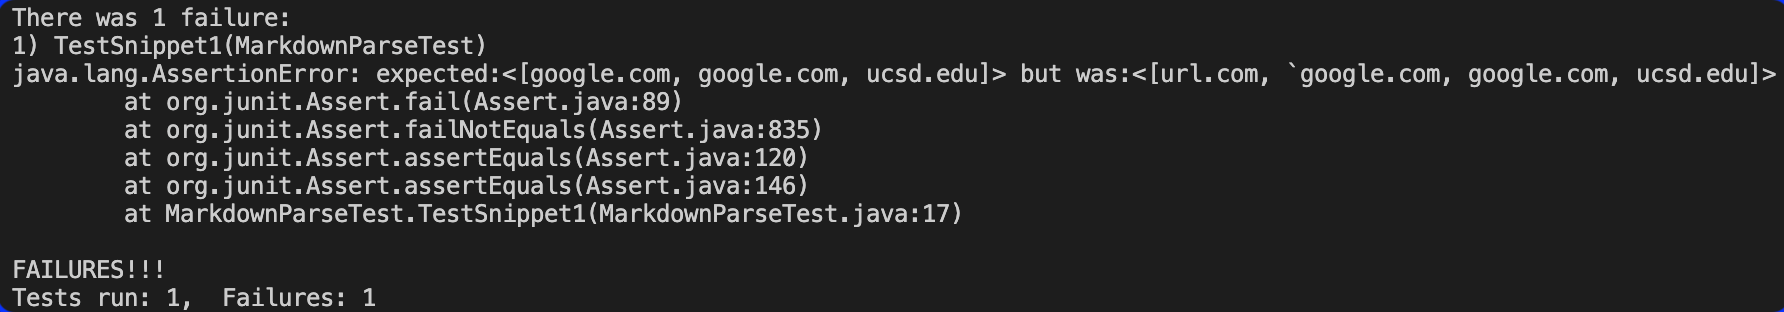 There was 1 failure:
1) TestSnippet1(MarkdownParseTest)
java.lang.AssertionError: expected:<[google.com, google.com, ucsd.edu]> but was:<[url.com, `google.com, google.com, ucsd.edu]>
        at org.junit.Assert.fail(Assert.java:89)
        at org.junit.Assert.failNotEquals(Assert.java:835)
        at org.junit.Assert.assertEquals(Assert.java:120)
        at org.junit.Assert.assertEquals(Assert.java:146)
        at MarkdownParseTest.TestSnippet1(MarkdownParseTest.java:17)

FAILURES!!!
Tests run: 1,  Failures: 1